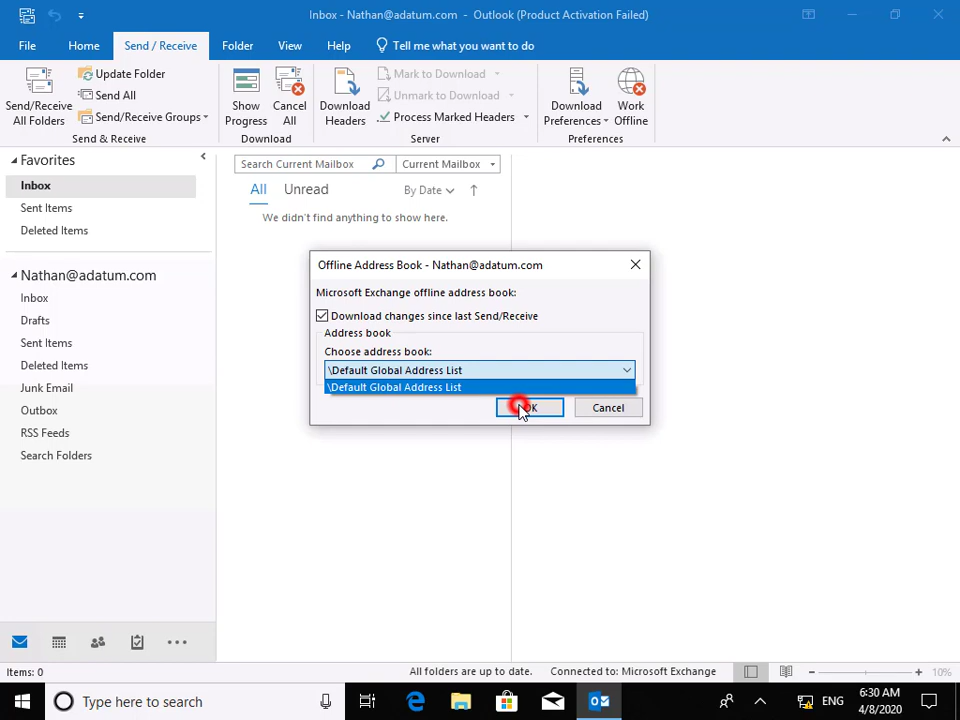 Inbox - Nathan@adatum.com - Outlook (Product Activation Failed)
File Home Send / Receive Folder View Help Tell me what you want to do
Send/Receive All Folders
Update Folder
Send All
Send/Receive Groups
Send & Receive
Show Progress
Cancel All
Download
Download Headers
Mark to Download
Unmark to Download
Process Marked Headers
Server
Download Preferences
Work Offline
Preferences
Favorites
Inbox
Sent Items
Deleted Items
Nathan@adatum.com
Inbox
Drafts
Sent Items
Deleted Items
Junk Email
Outbox
RSS Feeds
Search Folders
Search Current Mailbox Current Mailbox
All Unread By Date
We didn't find anything to show here.
Offline Address Book - Nathan@adatum.com
Microsoft Exchange offline address book:
Download changes since last Send/Receive
Address book
Choose address book:
\Default Global Address List
\Default Global Address List
OK Cancel
Items: 0 All folders are up to date. Connected to: Microsoft Exchange 10%
Type here to search
ENG
6:30 AM
4/8/2020